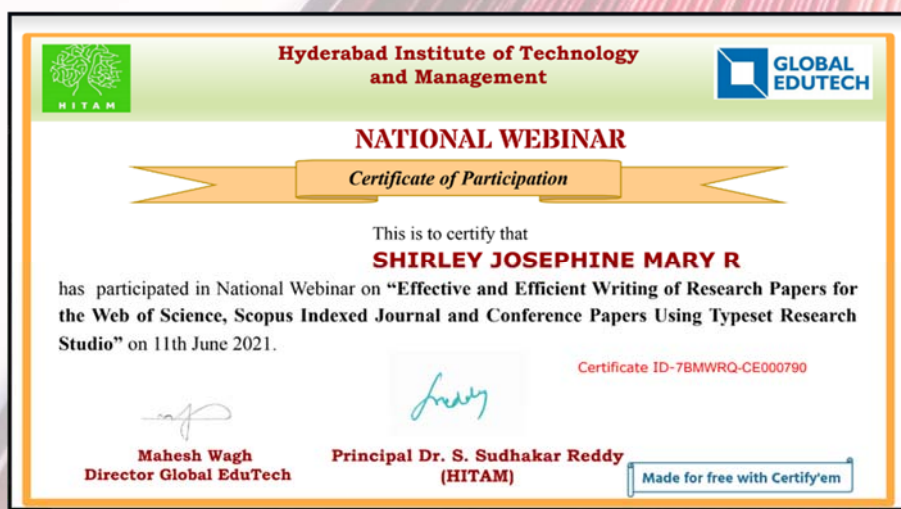 HITAM
Hyderabad Institute of Technology
and Management
GLOBAL
EDUTECH
NATIONAL WEBINAR
Certificate of Participation
This is to certify that
SHIRLEY JOSEPHINE MARY R
has participated in National Webinar on “Effective and Efficient Writing of Research Papers for
the Web of Science, Scopus Indexed Journal and Conference Papers Using Typeset Research
Studio” on 11th June 2021.
Certificate ID-7BMWRQ-CE000790
Mahesh Wagh
Director Global EduTech
Principal Dr. S. Sudhakar Reddy
(HITAM)
Made for free with Certify'em